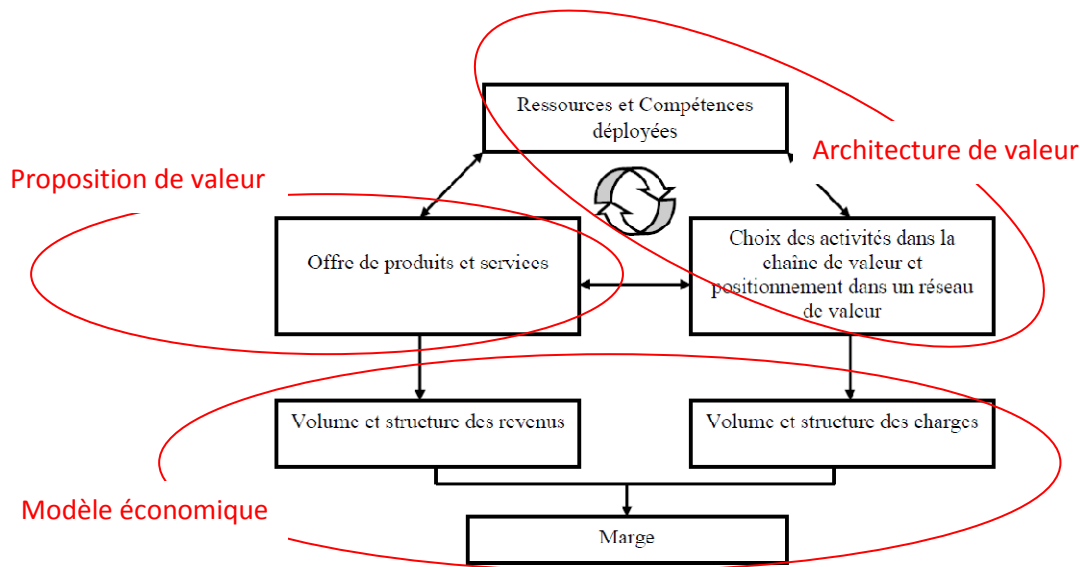 Ressources et Compétences
déployées
Architecture de valeur
Proposition de valeur
Offre de produits et services
Choix des activités dans la
chaîne de valeur et
positionnement dans un réseau
de valeur
Volume et structure des revenus
Volume et structure des charges
Modèle économique
Marge